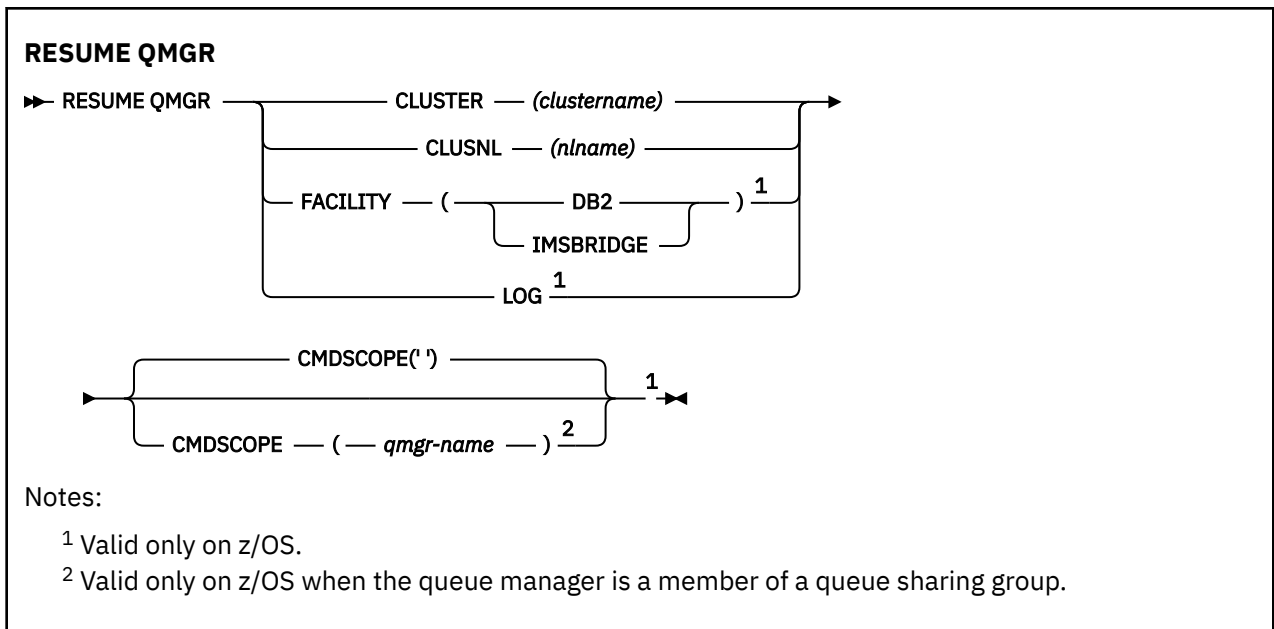 RESUME QMGR
RESUME QMGR CLUSTER (clustername)
CLUSNL (nlname)
FACILITY ( DB2 ) 1
IMSBRIDGE
LOG 1
CMDSCOPE(' ')
1
CMDSCOPE ( qmgr-name ) 2
Notes:
1 Valid only on z/OS.
2 Valid only on z/OS when the queue manager is a member of a queue sharing group.